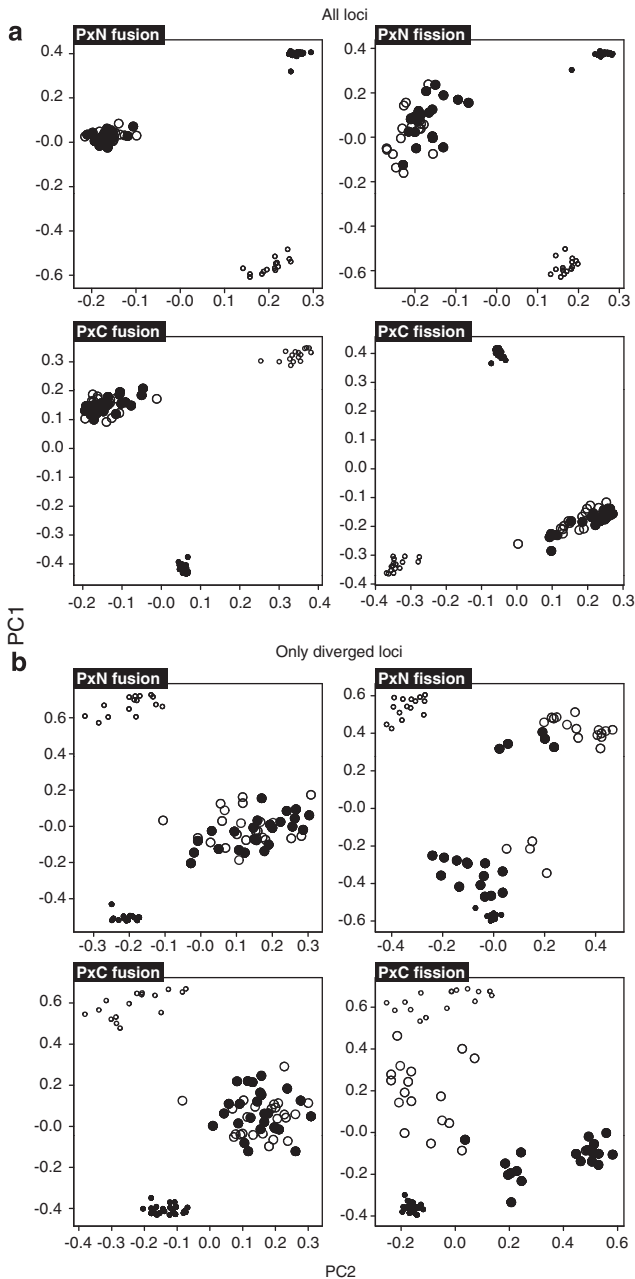 All loci
a
PxN fusion
PxN fission
0.4
0.2
-0.0
-0.2
-0.4
-0.6
-0.2 -0.1 -0.0 0.1 0.2 0.3
0.4
0.2
-0.0
-0.2
-0.4
-0.6
-0.2 -0.1 0.0 0.1 0.2 0.3
PxC fusion
PxC fission
0.3
0.2
0.1
0.0
-0.1
-0.2
-0.3
-0.4
-0.2 -0.1 0.0 0.1 0.2 0.3 0.4
0.4
0.3
0.2
0.1
0.0
-0.1
-0.2
-0.3
-0.4
-0.4 -0.3 -0.2 -0.1 0.0 0.1 0.2 0.3
PC1
b
Only diverged loci
PxN fusion
PxN fission
0.6
0.2
-0.0
-0.2
-0.4
-0.3 -0.2 -0.0 0.1 0.2 0.3
0.6
0.4
0.2
-0.0
-0.2
-0.4
-0.6
-0.4 -0.2 0.0 0.2 0.4
PxC fusion
PxC fission
0.6
0.4
0.2
-0.0
-0.2
-0.4
-0.4 -0.3 -0.2 -0.1 0.0 0.1 0.2 0.3
0.6
0.4
0.2
-0.0
-0.2
-0.4
-0.2 0.0 0.2 0.4 0.6
PC2